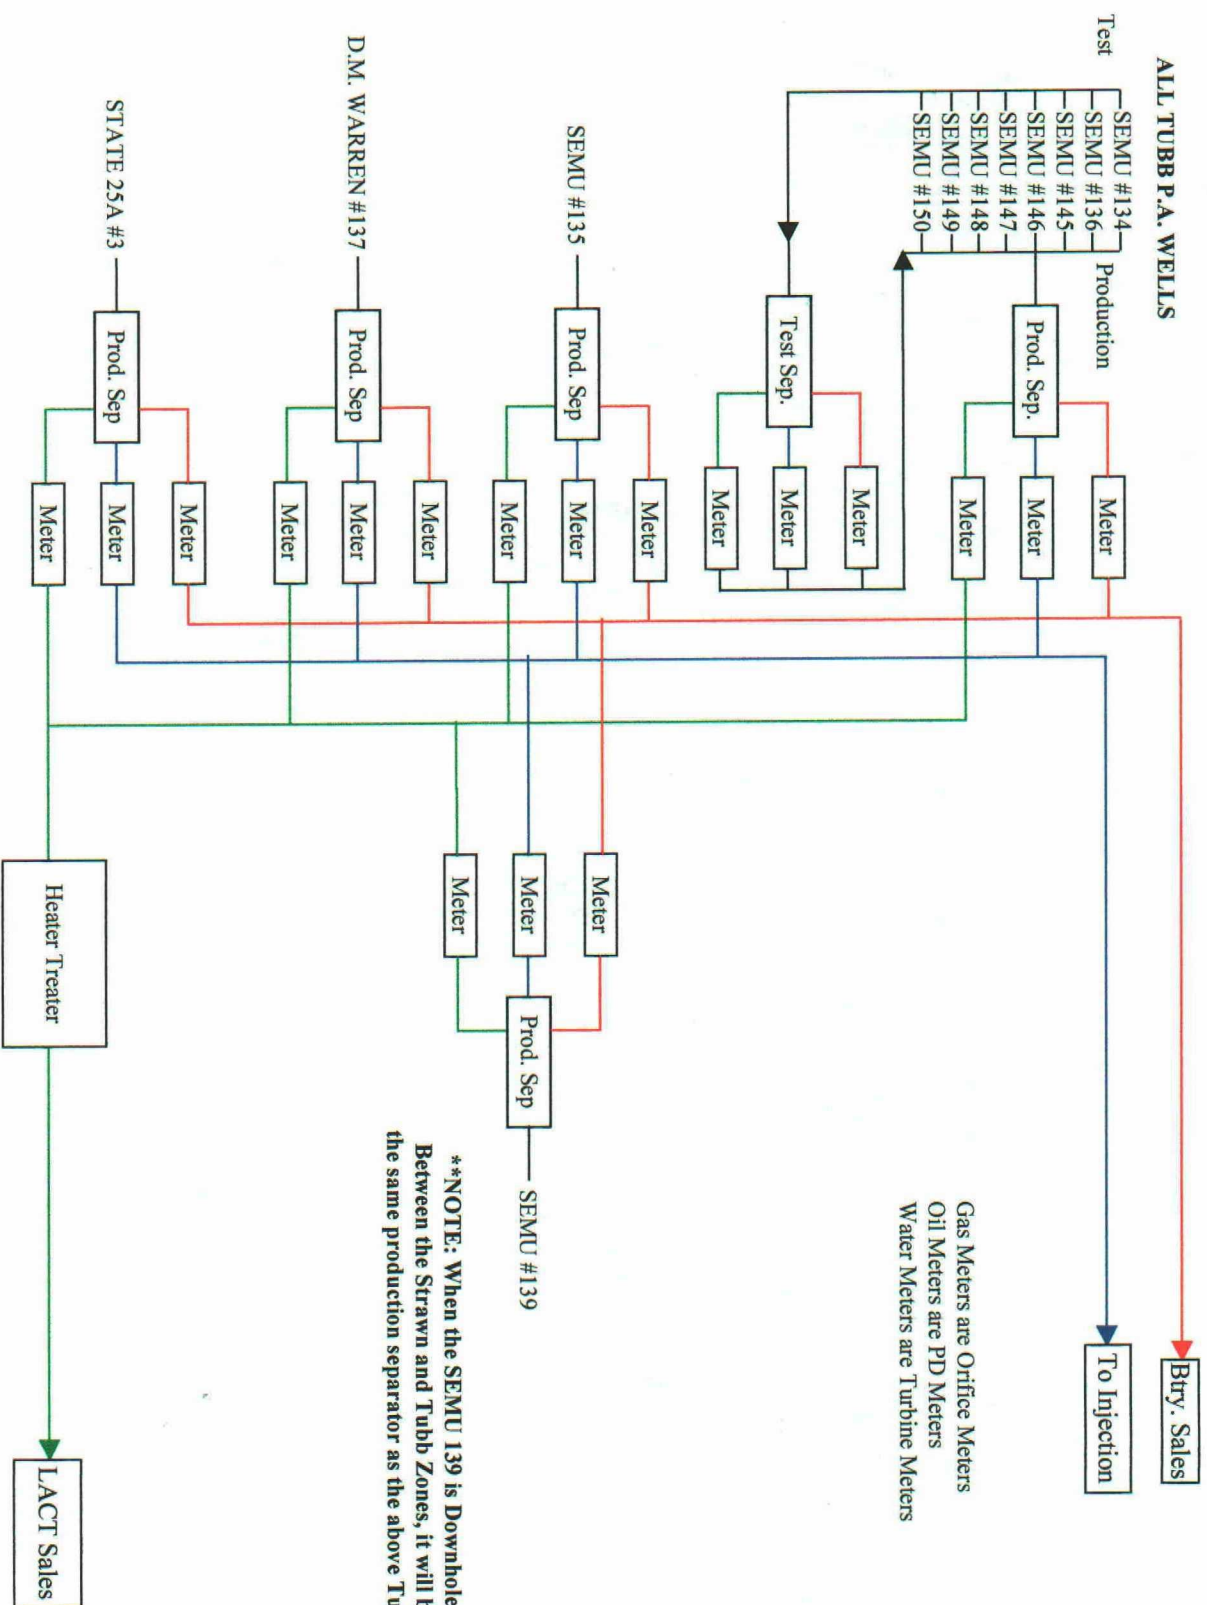 ALL TUBB P.A. WELLS
Test
Production
SEMU #134
SEMU #136
SEMU #145
SEMU #146
SEMU #147
SEMU #148
SEMU #149
SEMU #150
Prod. Sep.
Meter
Meter
Meter
Test Sep.
Meter
Meter
Meter
SEMU #135
Prod. Sep
Meter
Meter
Meter
D.M. WARREN #137
Prod. Sep
Meter
Meter
Meter
STATE 25A #3
Prod. Sep
Meter
Meter
Meter
Meter
Meter
Meter
Prod. Sep
SEMU #139
Heater Treater
Btry. Sales
To Injection
LACT Sales
Gas Meters are Orifice Meters
Oil Meters are PD Meters
Water Meters are Turbine Meters
**NOTE: When the SEMU 139 is Downhole
Between the Strawn and Tubb Zones, it will
the same production separator as the above